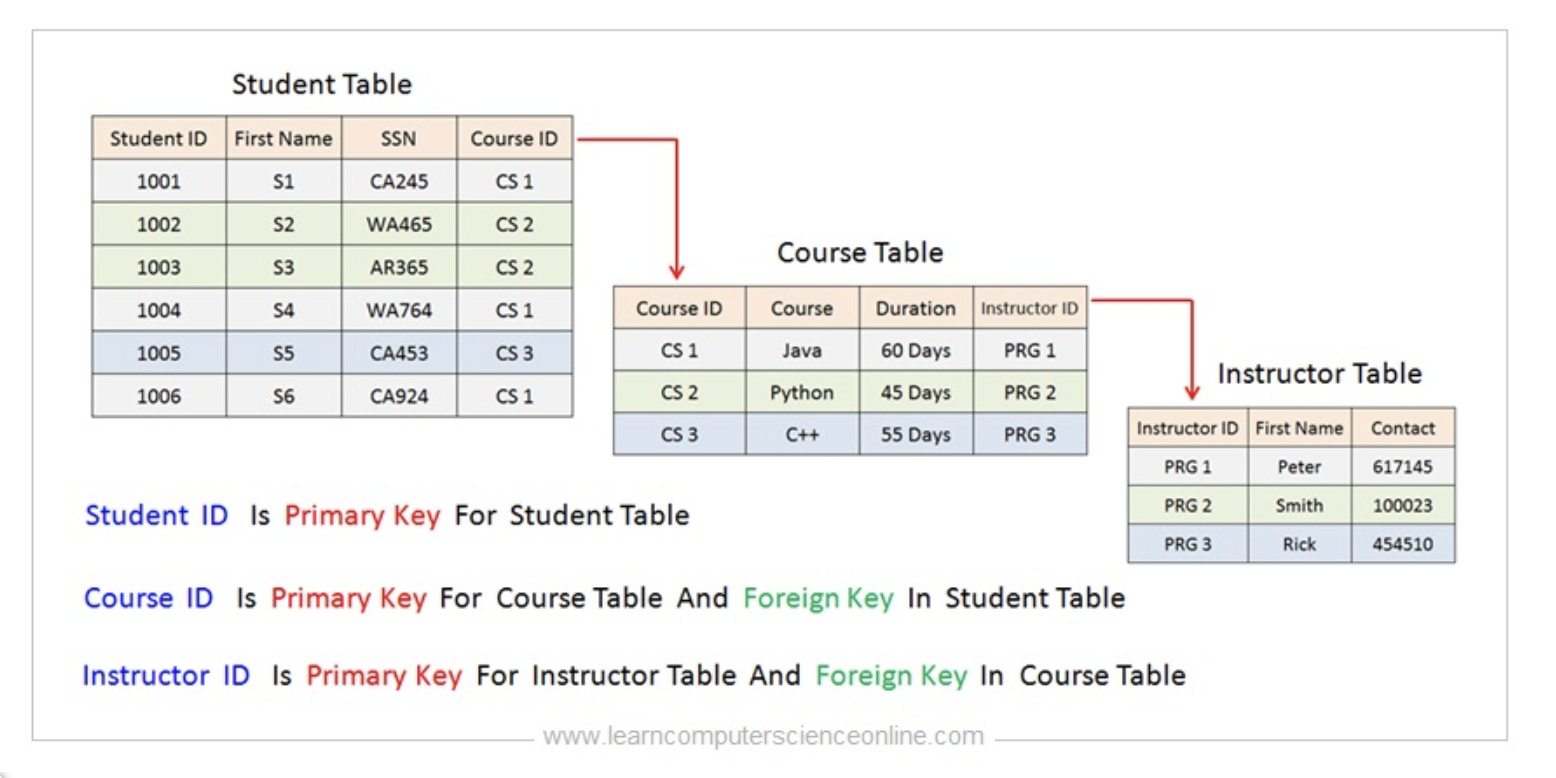 Student Table
Student ID First Name SSN Course ID
1001 S1 CA245 CS 1
1002 S2 WA465 CS 2
1003 S3 AR365 CS 2
1004 S4 WA764 CS 1
1005 S5 CA453 CS 3
1006 S6 CA924 CS 1
Course Table
Course ID Course Duration Instructor ID
CS 1 Java 60 Days PRG 1
CS 2 Python 45 Days PRG 2
CS 3 C++ 55 Days PRG 3
Instructor Table
Instructor ID First Name Contact
PRG 1 Peter 617145
PRG 2 Smith 100023
PRG 3 Rick 454510
Student ID Is Primary Key For Student Table
Course ID Is Primary Key For Course Table And Foreign Key In Student Table
Instructor ID Is Primary Key For Instructor Table And Foreign Key In Course Table
www.learncomputerscienceonline.com